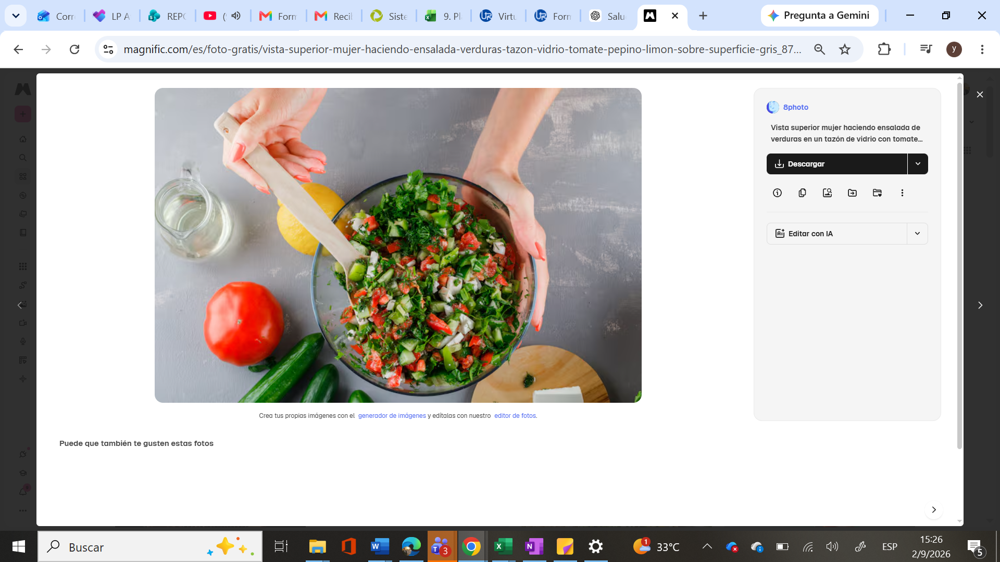 Corr
LP A
REPO
(
Form
Recib
Siste
9. Pl
Virtu
Form
Salu
Pregunta a Gemini
magnific.com/es/foto-gratis/vista-superior-mujer-haciendo-ensalada-verduras-tazon-vidrio-tomate-pepino-limon-sobre-superficie-gris_87...
y
8photo
Vista superior mujer haciendo ensalada de
verduras en un tazón de vidrio con tomate...
Descargar
Editar con IA
Crea tus propias imágenes con el generador de imágenes y edítalas con nuestro editor de fotos.
Puede que también te gusten estas fotos
Buscar
3
1
33°C
ESP
15:26
2/9/2026
5